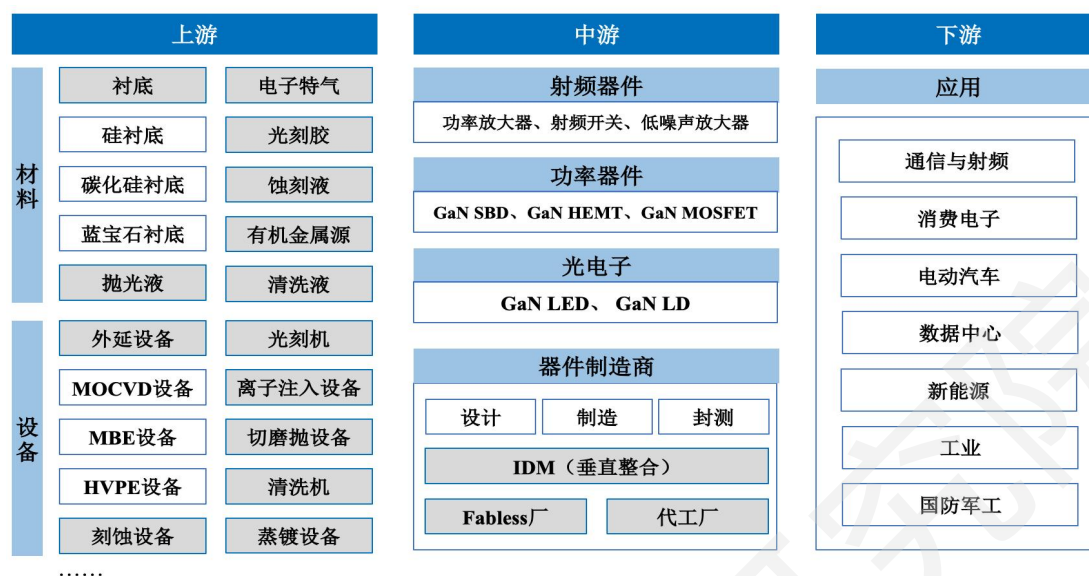 上游
材料
衬底
电子特气
硅衬底
光刻胶
碳化硅衬底
蚀刻液
蓝宝石衬底
有机金属源
抛光液
清洗液
设备
外延设备
光刻机
MOCVD设备
离子注入设备
MBE设备
切磨抛设备
HVPE设备
清洗机
刻蚀设备
蒸镀设备
……
中游
射频器件
功率放大器、射频开关、低噪声放大器
功率器件
GaN SBD、GaN HEMT、GaN MOSFET
光电子
GaN LED、 GaN LD
器件制造商
设计
制造
封测
IDM（垂直整合）
Fabless厂
代工厂
下游
应用
通信与射频
消费电子
电动汽车
数据中心
新能源
工业
国防军工
究院